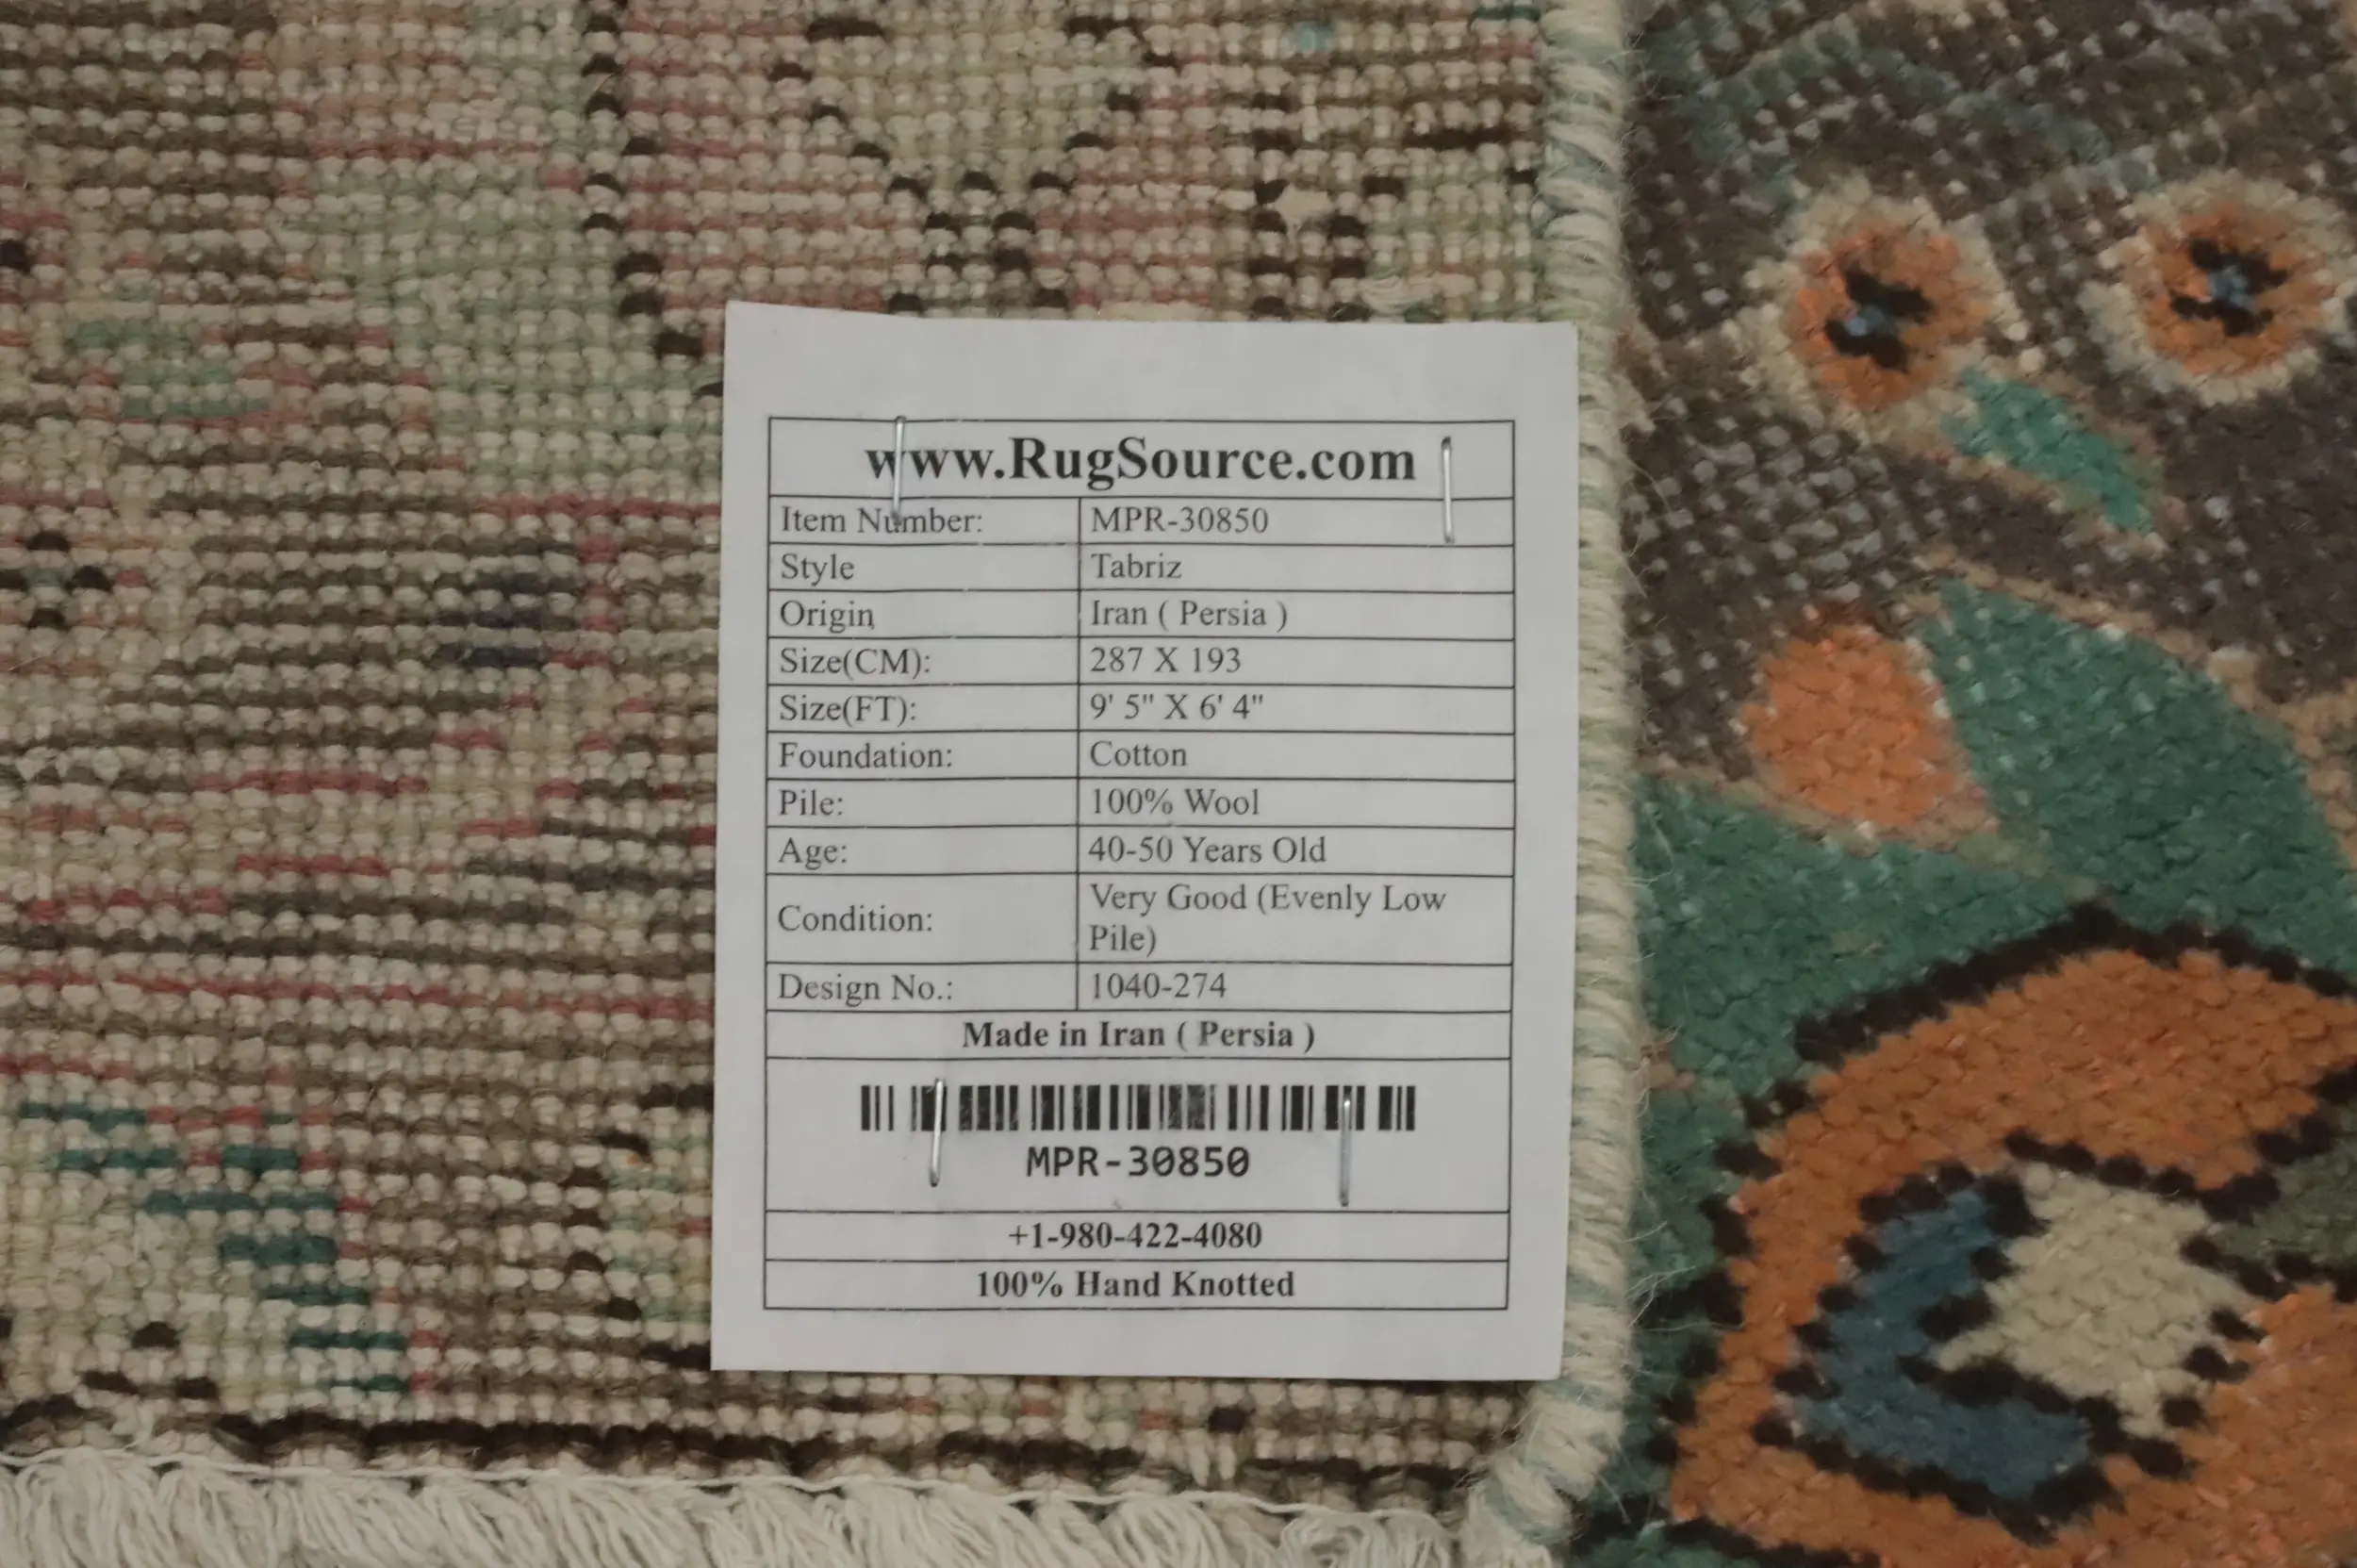 www.RugSource.com
Item Number: MPR-30850
Style Tabriz
Origin Iran ( Persia )
Size(CM): 287 X 193
Size(FT): 9' 5" X 6' 4"
Foundation: Cotton
Pile: 100% Wool
Age: 40-50 Years Old
Condition: Very Good (Evenly Low
Pile)
Design No.: 1040-274
Made in Iran ( Persia )
MPR-30850
+1-980-422-4080
100% Hand Knotted